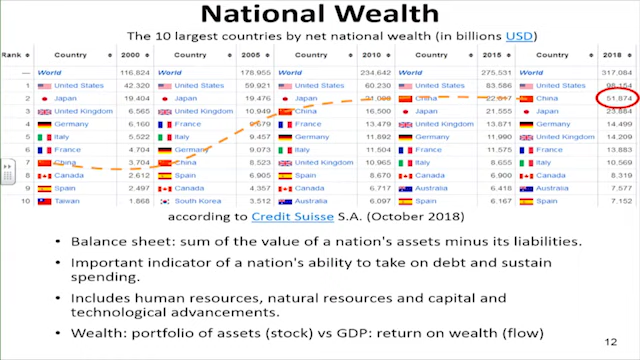 National Wealth
The 10 largest countries by net national wealth (in billions USD)
Rank Country 2000 Country 2005 Country 2010 Country 2015 Country 2018
— World 116.824 World 178.955 World 234.642 World 275.531 World 317,084
1 United States 42.320 United States 59.921 United States 60.230 United States 83.586 United States
2 Japan 19.404 Japan 12.476 Japan China China 51,874
3 United Kingdom 6.565 United Kingdom 10.949 China 12.500 Japan 21.555 Japan 23,884
4 Germany 6.160 France France 13.479 United Kingdom 13.871 Germany 14,499
5 Italy 5.522 Italy 9.457 Germany 12.889 Germany 11.990 United Kingdom 14,209
6 France 4.704 Germany 9.073 Italy 11.504 France 11.575 France 13,883
7 China 3.704 China 8.523 United Kingdom 10.965 Italy 8.655 Italy 10,569
8 Canada 2.612 Spain 6.905 Spain 8.670 Canada 6.900 Canada 8,319
9 Spain 2.497 Canada 4.357 Canada 6.717 Australia 6.418 Australia 7,577
10 Taiwan 1.868 South Korea 3.512 Australia 6.097 Spain 6.167 Spain 7,152
according to Credit Suisse S.A. (October 2018)
• Balance sheet: sum of the value of a nation's assets minus its liabilities.
• Important indicator of a nation's ability to take on debt and sustain
spending.
• Includes human resources, natural resources and capital and
technological advancements.
• Wealth: portfolio of assets (stock) vs GDP: return on wealth (flow)
12